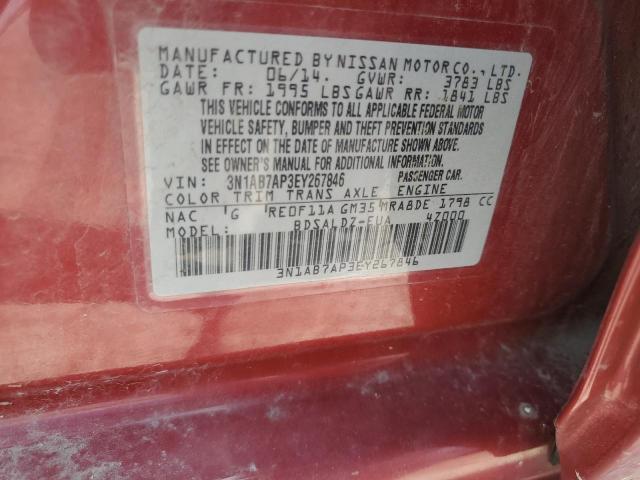 MANUFACTURED BY NISSAN MOTOR CO., LTD.
DATE: 06/14. GVWR: 3783 LBS
GAWR FR: 1995 LBS GAWR RR: 1841 LBS
THIS VEHICLE CONFORMS TO ALL APPLICABLE FEDERAL MOTOR
VEHICLE SAFETY, BUMPER AND THEFT PREVENTION STANDARDS
IN EFFECT ON THE DATE OF MANUFACTURE SHOWN ABOVE.
SEE OWNER'S MANUAL FOR ADDITIONAL INFORMATION.
VIN: 3N1AB7AP3EY267846 PASSENGER CAR.
COLOR TRIM TRANS AXLE ENGINE
NAC 'G 'RE0F11A GM35 MRA8DE 1798 CC
MODEL: BDSALDZ-EUA 4Z000
3N1AB7AP3EY267846